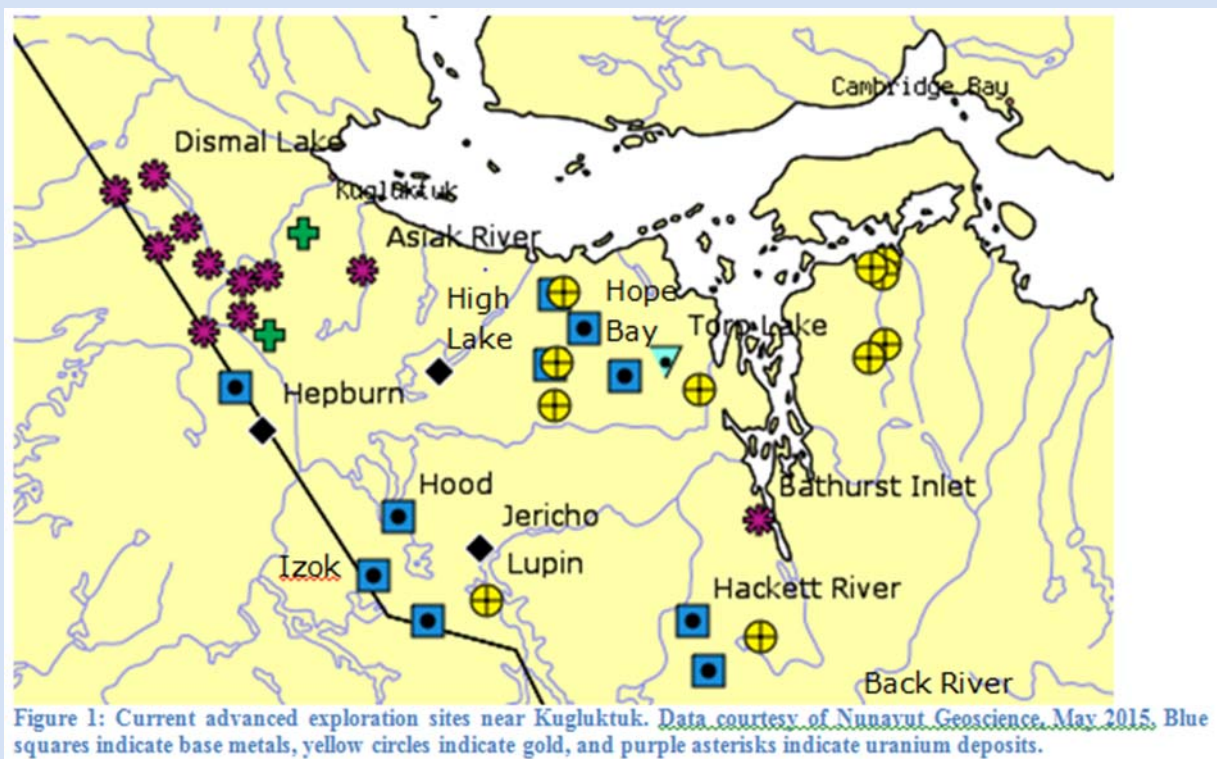 Cambridge Bay
Dismal Lake
Kugluktuk
Asiak River
High
Lake
Hope
Bay
Torp Lake
Hepburn
Hood
Bathurst Inlet
Jericho
Izok
Lupin
Hackett River
Back River
Figure 1: Current advanced exploration sites near Kugluktuk. Data courtesy of Nunavut Geoscience, May 2015. Blue
squares indicate base metals, yellow circles indicate gold, and purple asterisks indicate uranium deposits.